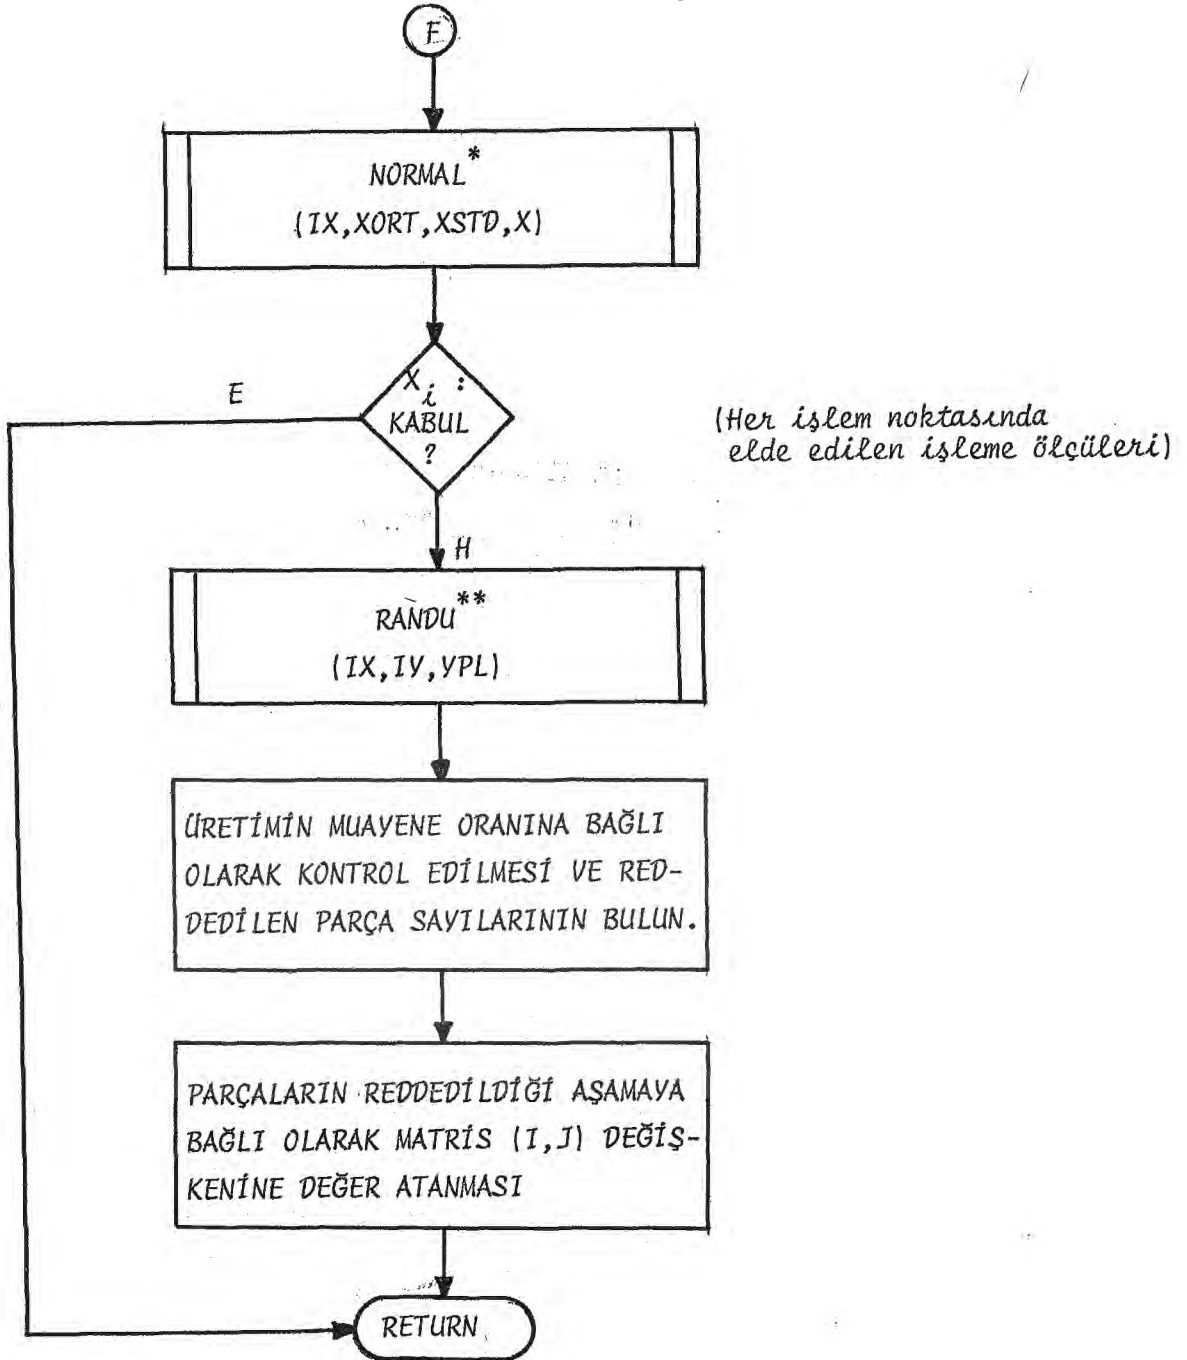 F
NORMAL*
(IX,XORT,XSTD,X)
E
Xi :
KABUL
?
(Her işlem noktasında
elde edilen işleme ölçüleri)
H
RANDU**
(IX,IY,YPL)
ÜRETİMİN MUAYENE ORANINA BAĞLI
OLARAK KONTROL EDİLMESİ VE RED-
DEDİLEN PARÇA SAYILARININ BULUN.
PARÇALARIN REDDEDİLDİĞİ AŞAMAYA
BAĞLI OLARAK MATRİS (I,J) DEĞİŞ-
KENİNE DEĞER ATANMASI
RETURN